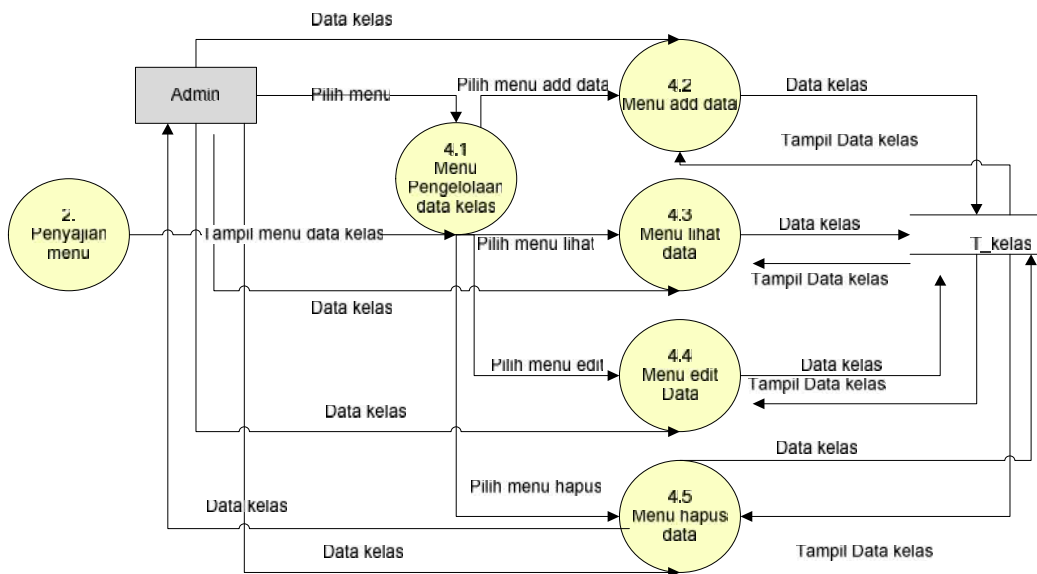 Data kelas
Admin
Pilih menu
Pilih menu add data
4.2
Menu add data
Data kelas
Tampil Data kelas
4.1
Menu
Pengelolaan
data kelas
2.
Penyajian
menu
Tampil menu data kelas
Pilih menu lihat
4.3
Menu lihat
data
Data kelas
T_kelas
Tampil Data kelas
Data kelas
Pilih menu edit
4.4
Menu edit
Data
Data kelas
Tampil Data kelas
Data kelas
Data kelas
Pilih menu hapus
4.5
Menu hapus
data
Data kelas
Data kelas
Tampil Data kelas